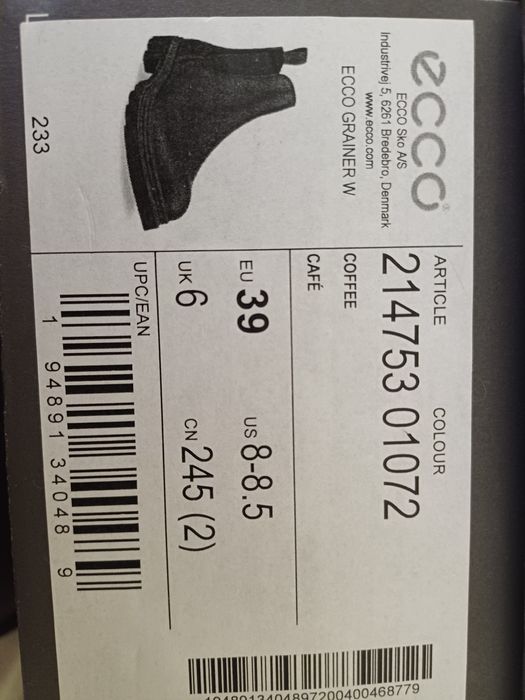 ecco
ECCO Sko A/S
Industrivej 5, 6261 Bredebro, Denmark
www.ecco.com
ECCO GRAINER W
233
ARTICLE COLOUR
214753 01072
COFFEE
CAFÉ
EU 39 US 8-8.5
UK 6 CN 245 (2)
UPC/EAN
1 94891 34048 9